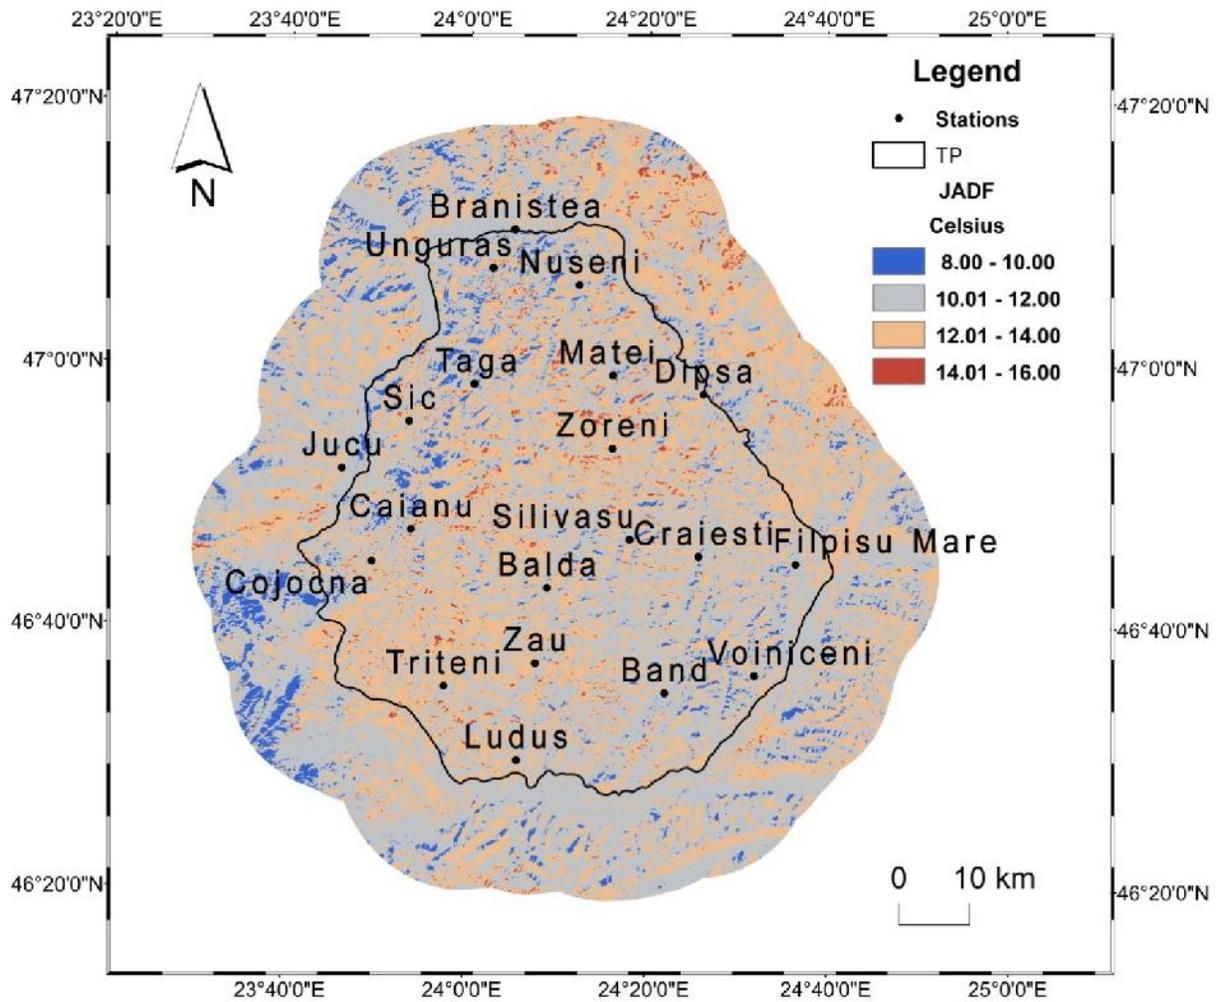 23°20'0"E 23°40'0"E 24°0'0"E 24°20'0"E 24°40'0"E 25°0'0"E
Legend
47°20'0"N
47°20'0"N
Stations
TP
N
JADF
Celsius
Branistea
Unguras
Nuseni
8.00 - 10.00
10.01 - 12.00
12.01 - 14.00
14.01 - 16.00
47°0'0"N
47°0'0"N
Taga
Matei
Dipsa
Sic
Zoreni
Jucu
Caianu
Silivasu
Craiesti
Filpisu Mare
Balda
Cojocna
46°40'0"N
46°40'0"N
Zau
Triteni
Band
Voiniceni
Ludus
0 10 km
46°20'0"N
46°20'0"N
23°40'0"E 24°0'0"E 24°20'0"E 24°40'0"E 25°0'0"E